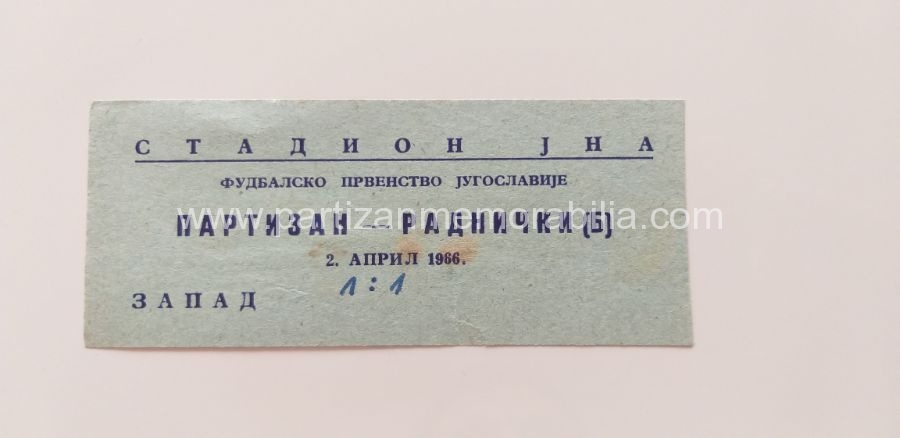 СТАДИОН ЈНА
ФУДБАЛСКО ПРВЕНСТВО ЈУГОСЛАВИЈЕ
www.partizanmemorabilia.com
ПАРТИЗАН — РАДНИЧКИ (Б)
2. АПРИЛ 1966.
1:1
ЗАПАД